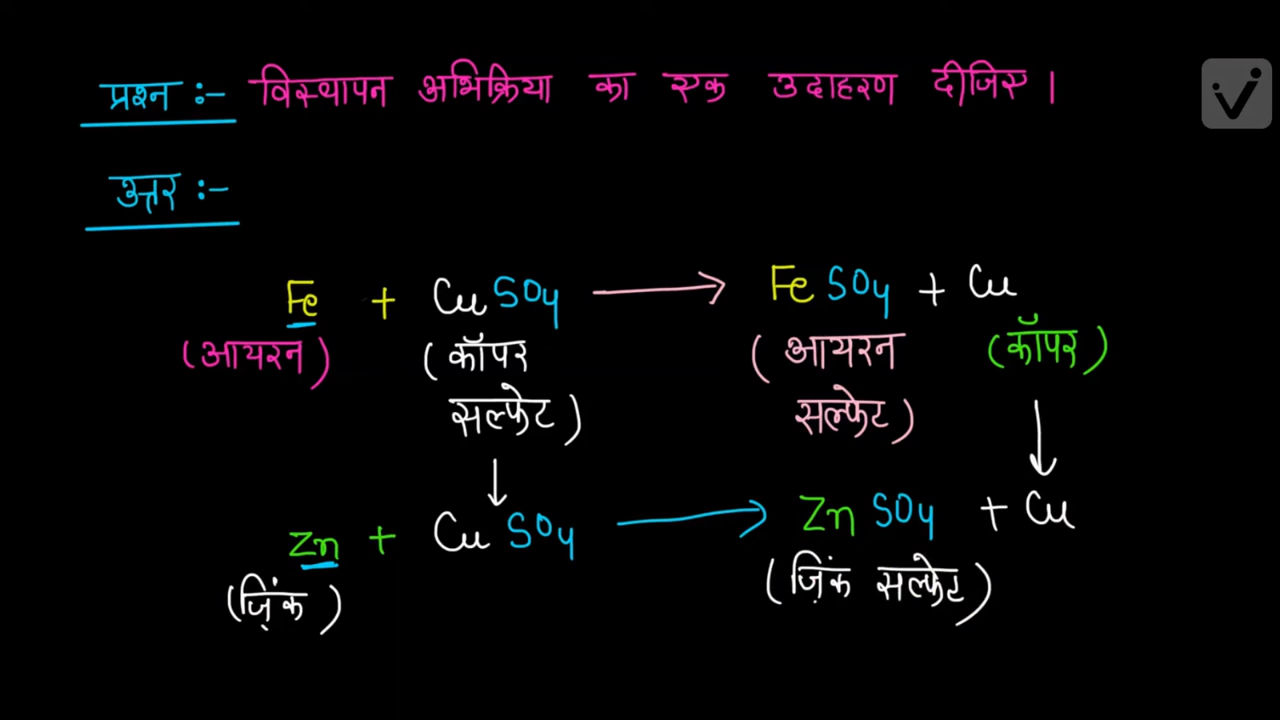 प्रश्न :- विस्थापन अभिक्रिया का एक उदाहरण दीजिए।
उत्तर :-
Fe + CuSO4 → FeSO4 + Cu
(आयरन) (कॉपर (आयरन (कॉपर)
सल्फेट) सल्फेट)
Zn + CuSO4 → ZnSO4 + Cu
(ज़िंक) (ज़िंक सल्फेट)